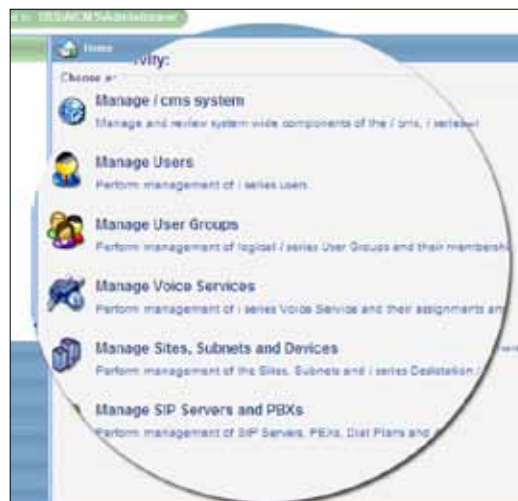 Home
vity:
Choose
Manage i cms system
Manage and review system wide components of the i cms, i series
Manage Users
Perform management of i series users.
Manage User Groups
Perform management of logical i series User Groups and their membersh
Manage Voice Services
Perform management of i series Voice Service and their assignments an
Manage Sites, Subnets and Devices
Perform management of the Sites, Subnets and i series Deskstation /
Manage SIP Servers and PBXs
Perform management of SIP Servers, PBXs, Dial Plans and